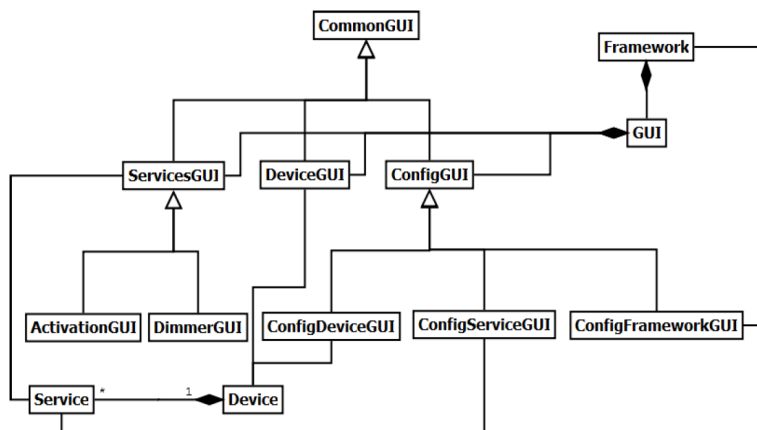 CommonGUI
Framework
GUI
ServicesGUI
DeviceGUI
ConfigGUI
ActivationGUI
DimmerGUI
ConfigDeviceGUI
ConfigServiceGUI
ConfigFrameworkGUI
Service
*
1
Device